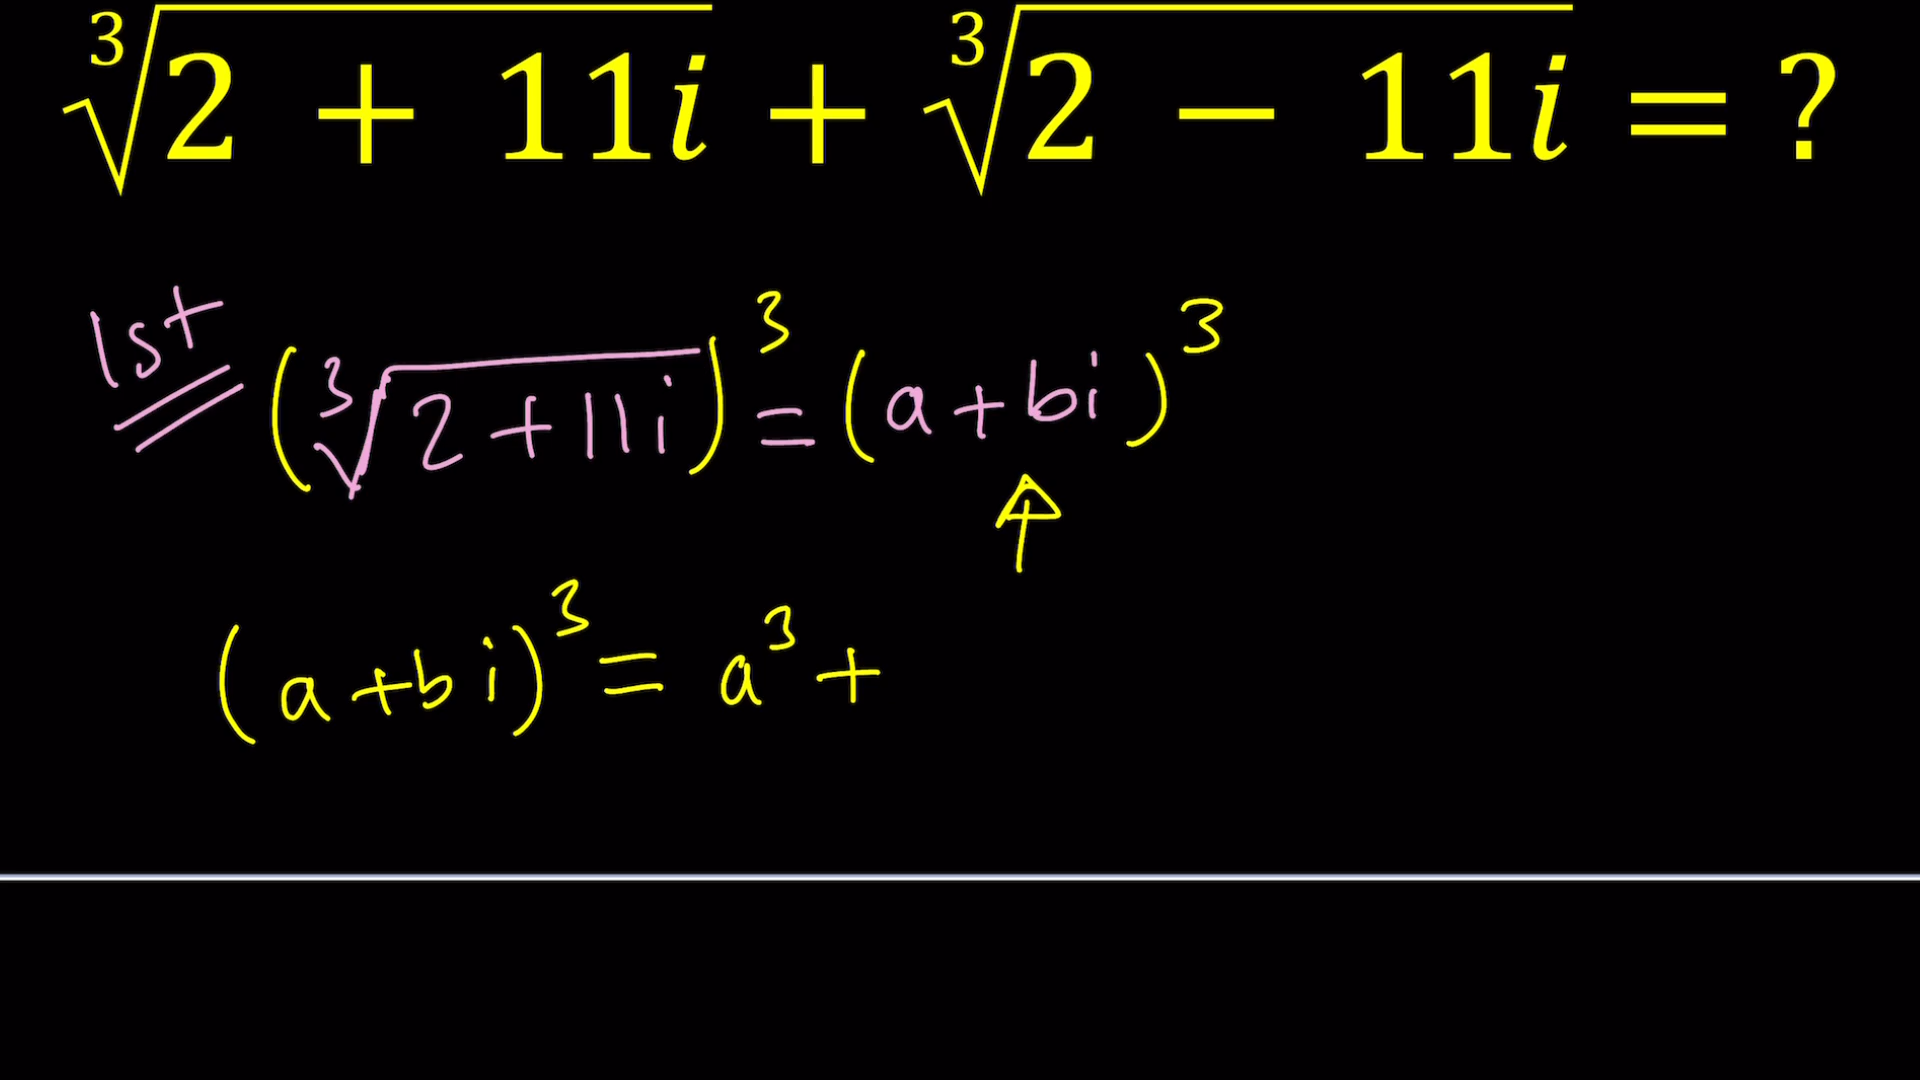 ∛(2 + 11i) + ∛(2 − 11i) = ?
1st (∛(2+11i))³ = (a+bi)³
(a+bi)³ = a³ +